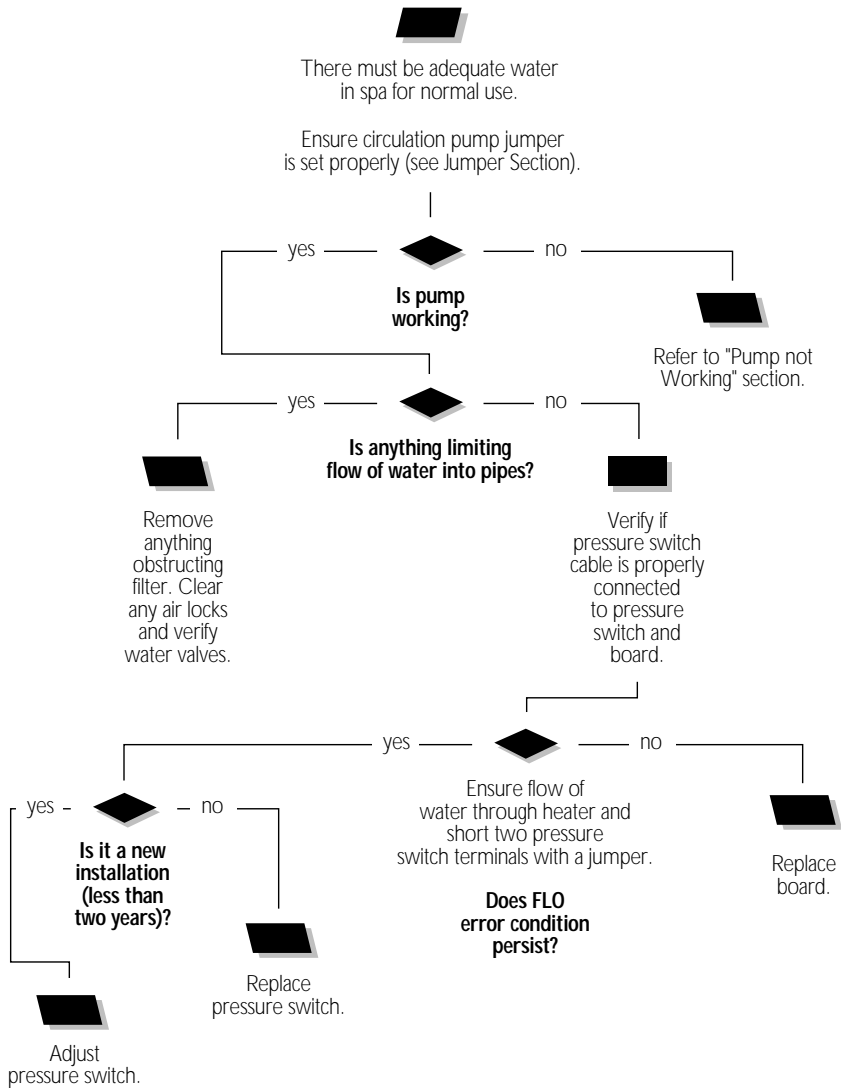 There must be adequate water
in spa for normal use.
Ensure circulation pump jumper
is set properly (see Jumper Section).
yes
no
Is pump
working?
Refer to "Pump not
Working" section.
yes
no
Is anything limiting
flow of water into pipes?
Remove
anything
obstructing
filter. Clear
any air locks
and verify
water valves.
Verify if
pressure switch
cable is properly
connected
to pressure
switch and
board.
yes
no
Ensure flow of
water through heater and
short two pressure
switch terminals with a jumper.
Does FLO
error condition
persist?
Replace
board.
yes
no
Is it a new
installation
(less than
two years)?
Replace
pressure switch.
Adjust
pressure switch.